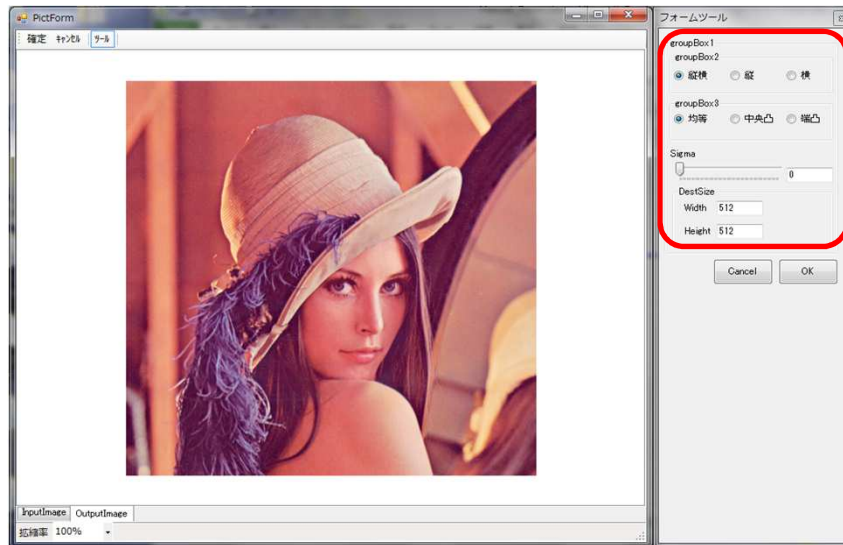 PictForm
確定 ｷｬﾝｾﾙ ﾂｰﾙ
InputImage OutputImage
拡縮率 100%
フォームツール
groupBox1
groupBox2
縦横 縦 横
groupBox3
均等 中央凸 端凸
Sigma
0
DestSize
Width 512
Height 512
Cancel OK